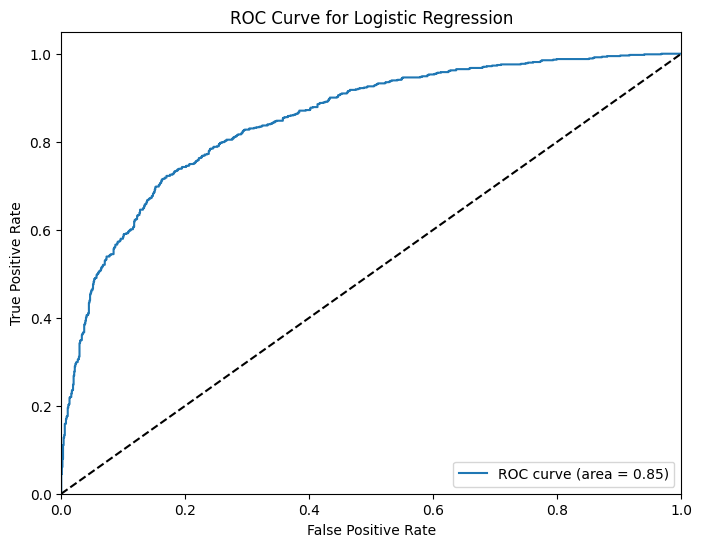 ROC Curve for Logistic Regression
True Positive Rate
1.0
0.8
0.6
0.4
0.2
0.0
ROC curve (area = 0.85)
0.0 0.2 0.4 0.6 0.8 1.0
False Positive Rate